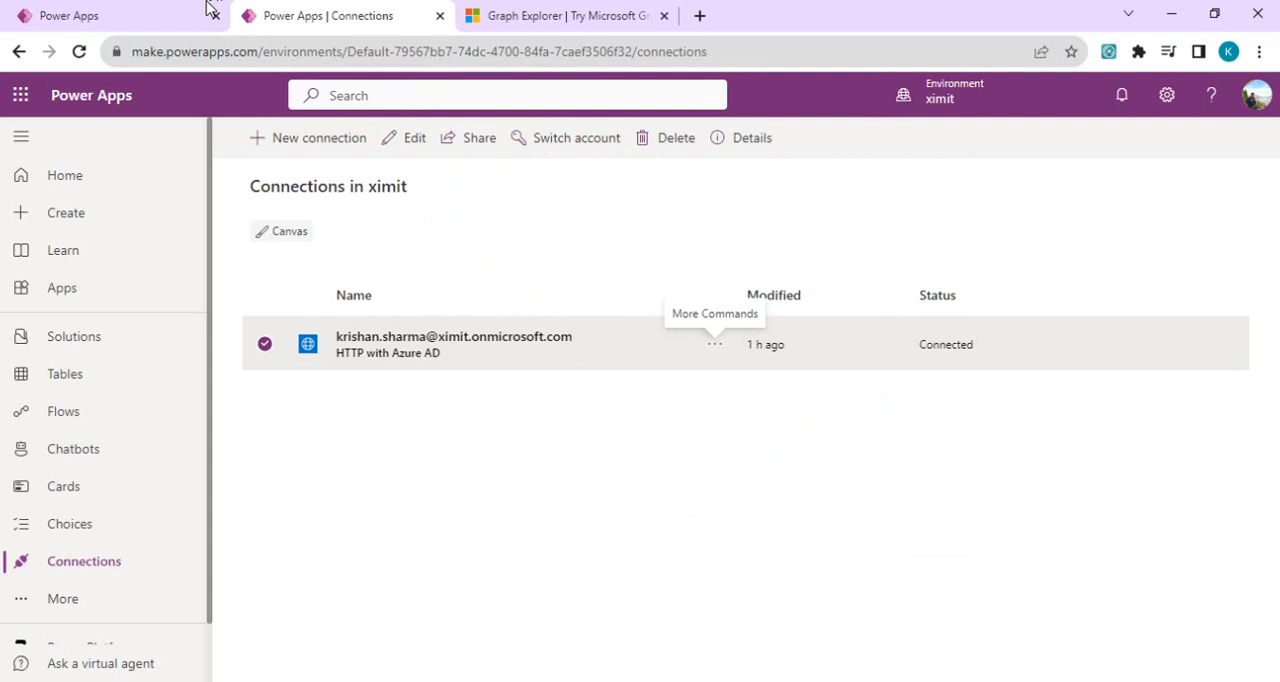 Power Apps
Power Apps | Connections
Graph Explorer | Try Microsoft Gr
make.powerapps.com/environments/Default-79567bb7-74dc-4700-84fa-7caef3506f32/connections
K
Power Apps
Search
Environment
ximit
New connection
Edit
Share
Switch account
Delete
Details
Home
Create
Learn
Apps
Solutions
Tables
Flows
Chatbots
Cards
Choices
Connections
More
Ask a virtual agent
Connections in ximit
Canvas
Name
Modified
Status
More Commands
krishan.sharma@ximit.onmicrosoft.com
HTTP with Azure AD
1 h ago
Connected